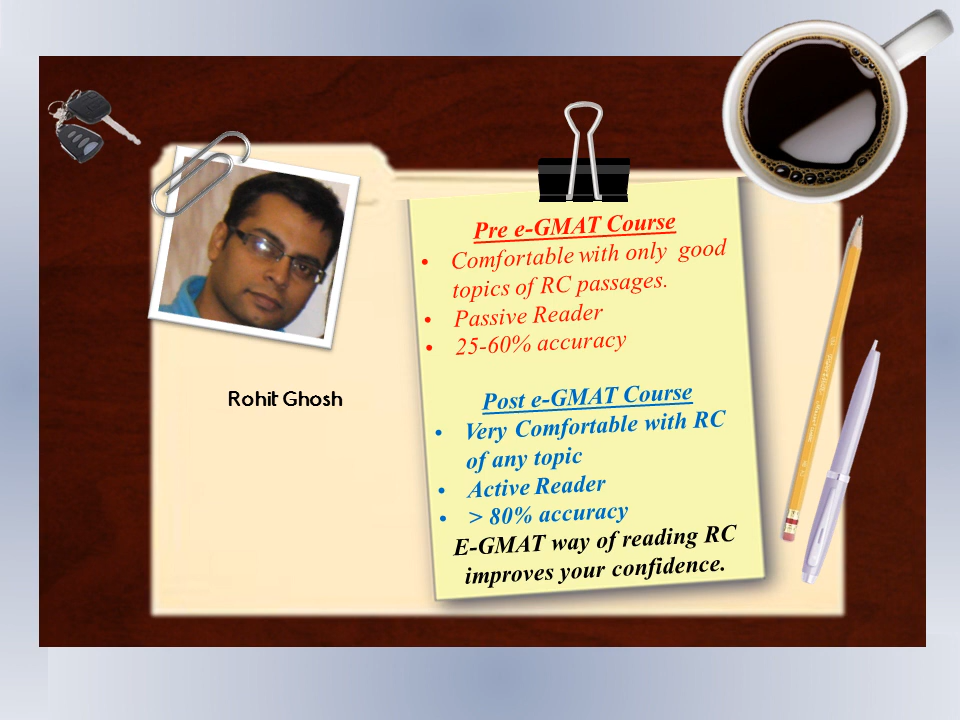 Pre e-GMAT Course
• Comfortable with only good
topics of RC passages.
• Passive Reader
• 25-60% accuracy
Rohit Ghosh
Post e-GMAT Course
• Very Comfortable with RC
of any topic
• Active Reader
• > 80% accuracy
E-GMAT way of reading RC
improves your confidence.